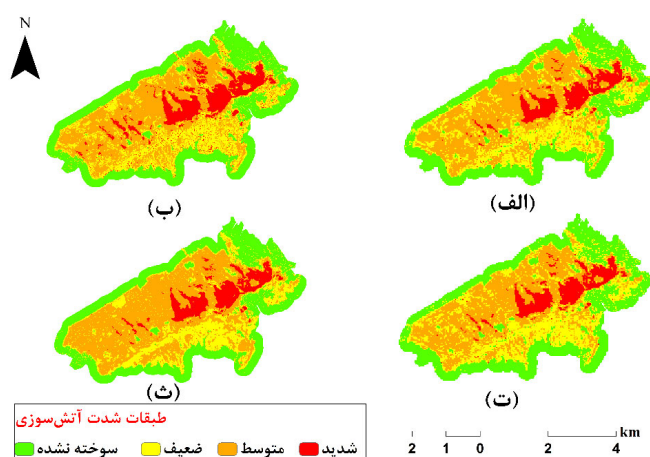 N
(الف)
(ب)
(ت)
(ث)
طبقات شدت آتش‌سوزی
شدید متوسط ضعیف سوخته نشده
km
2 1 0 2 4